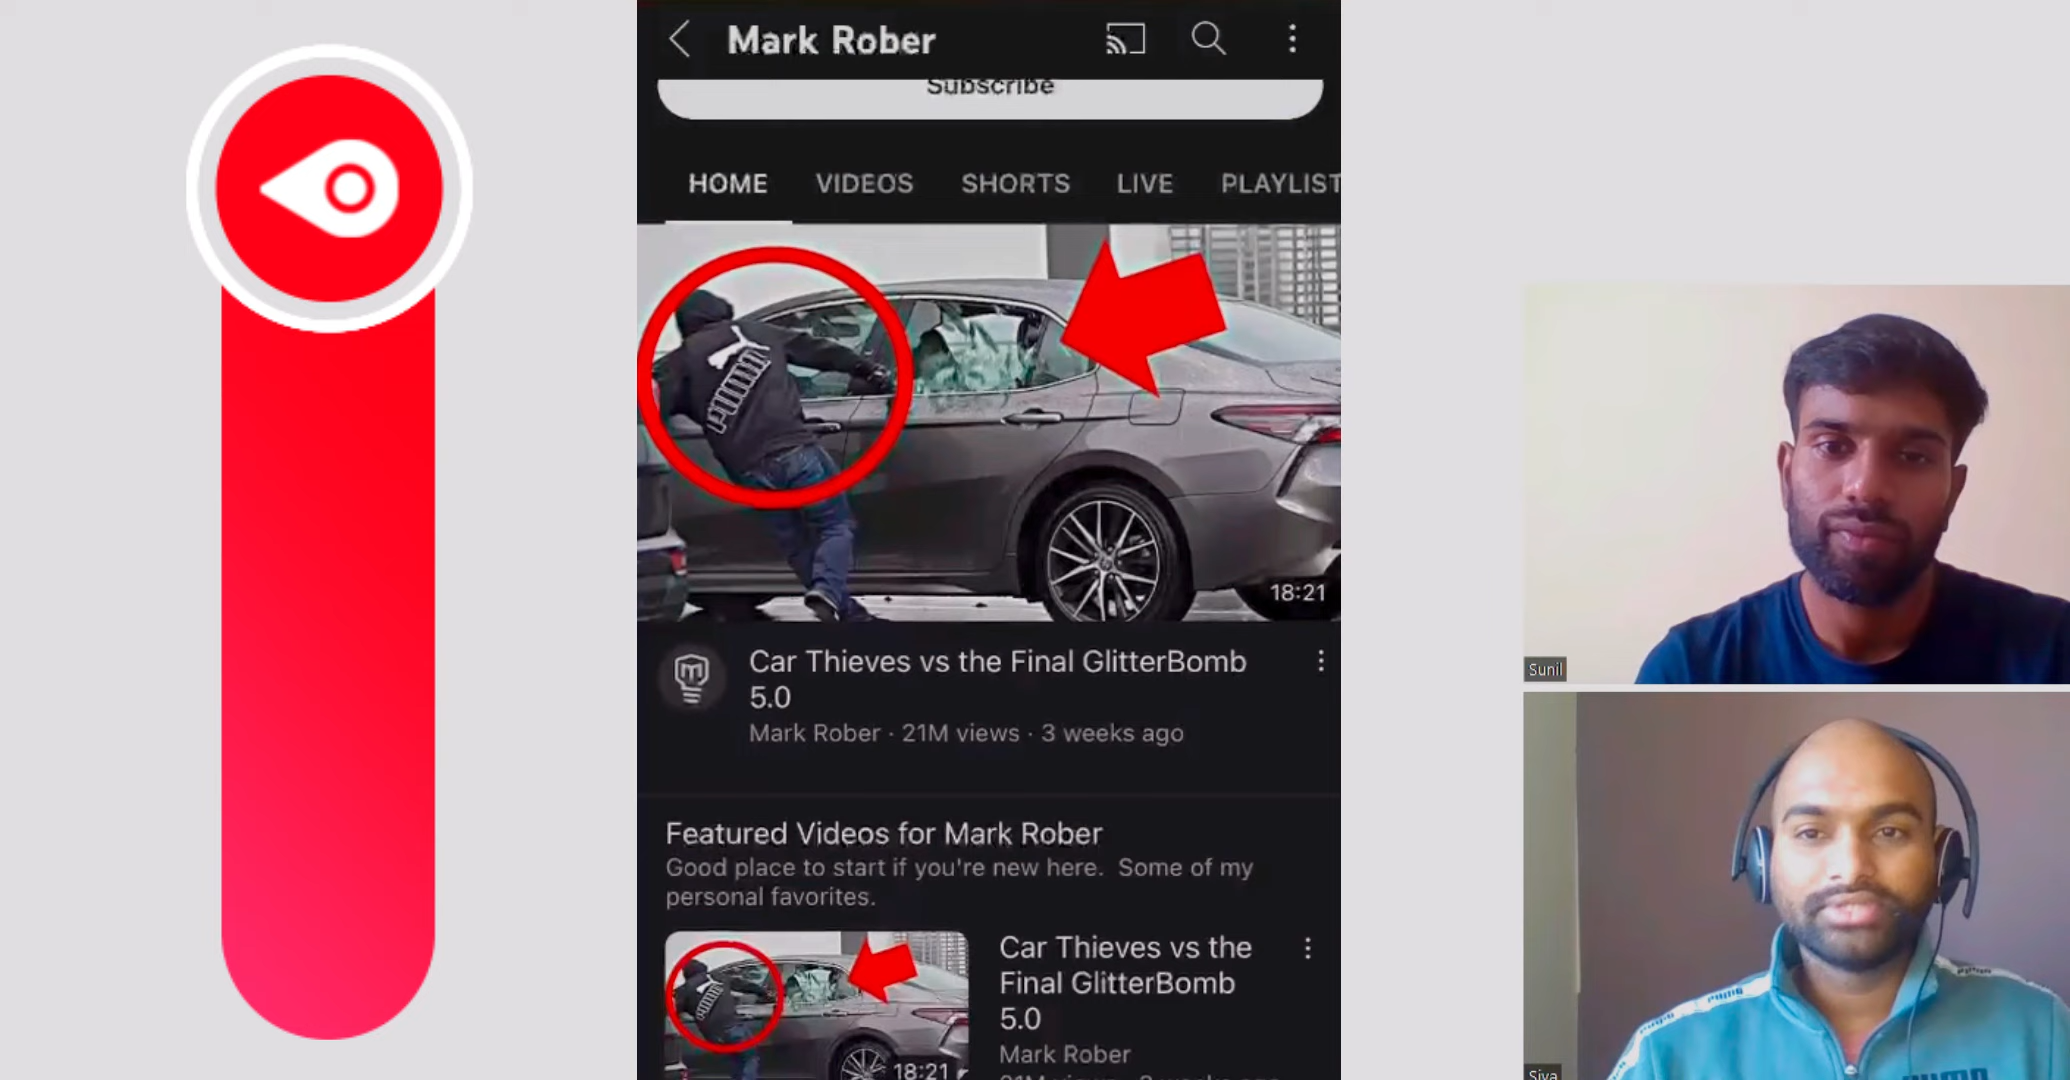 Mark Rober
Subscribe
HOME VIDEOS SHORTS LIVE PLAYLIST
PUMA
18:21
Car Thieves vs the Final GlitterBomb
5.0
Mark Rober · 21M views · 3 weeks ago
Featured Videos for Mark Rober
Good place to start if you're new here. Some of my
personal favorites.
Car Thieves vs the
Final GlitterBomb
5.0
Mark Rober
18:21
Sunil
Siva